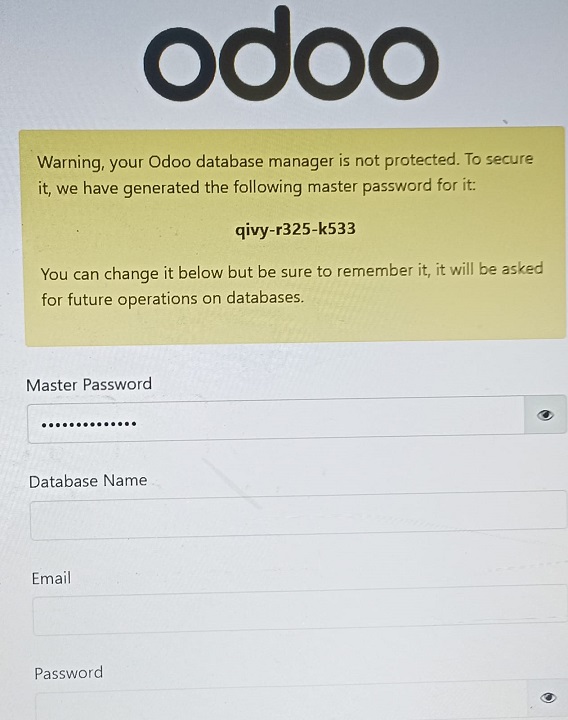 odoo
Warning, your Odoo database manager is not protected. To secure
it, we have generated the following master password for it:
qivy-r325-k533
You can change it below but be sure to remember it, it will be asked
for future operations on databases.
Master Password
••••••••••••••
Database Name
Email
Password